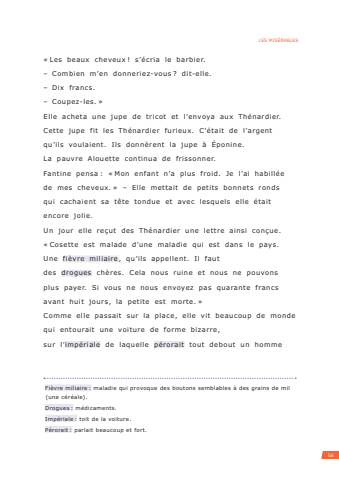 LES MISÉRABLES
« Les beaux cheveux ! s’écria le barbier.
– Combien m’en donneriez-vous ? dit-elle.
– Dix francs.
– Coupez-les. »
Elle acheta une jupe de tricot et l’envoya aux Thénardier.
Cette jupe fit les Thénardier furieux. C’était de l’argent
qu’ils voulaient. Ils donnèrent la jupe à Éponine.
La pauvre Alouette continua de frissonner.
Fantine pensa : « Mon enfant n’a plus froid. Je l’ai habillée
de mes cheveux. » – Elle mettait de petits bonnets ronds
qui cachaient sa tête tondue et avec lesquels elle était
encore jolie.
Un jour elle reçut des Thénardier une lettre ainsi conçue.
« Cosette est malade d’une maladie qui est dans le pays.
Une fièvre miliaire, qu’ils appellent. Il faut
des drogues chères. Cela nous ruine et nous ne pouvons
plus payer. Si vous ne nous envoyez pas quarante francs
avant huit jours, la petite est morte. »
Comme elle passait sur la place, elle vit beaucoup de monde
qui entourait une voiture de forme bizarre,
sur l’impériale de laquelle pérorait tout debout un homme
Fièvre miliaire : maladie qui provoque des boutons semblables à des grains de mil
(une céréale).
Drogues : médicaments.
Impériale : toit de la voiture.
Pérorait : parlait beaucoup et fort.